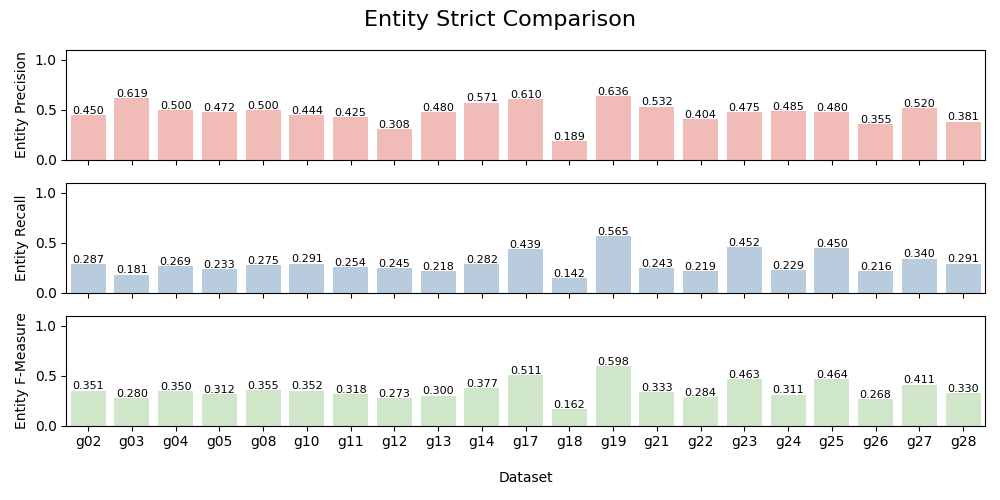 Entity Strict Comparison
Entity Precision
1.0
0.5
0.0
0.450 0.619 0.500 0.472 0.500 0.444 0.425 0.308 0.480 0.571 0.610 0.189 0.636 0.532 0.404 0.475 0.485 0.480 0.355 0.520 0.381
Entity Recall
1.0
0.5
0.0
0.287 0.181 0.269 0.233 0.275 0.291 0.254 0.245 0.218 0.282 0.439 0.142 0.565 0.243 0.219 0.452 0.229 0.450 0.216 0.340 0.291
Entity F-Measure
1.0
0.5
0.0
0.351 0.280 0.350 0.312 0.355 0.352 0.318 0.273 0.300 0.377 0.511 0.162 0.598 0.333 0.284 0.463 0.311 0.464 0.268 0.411 0.330
g02 g03 g04 g05 g08 g10 g11 g12 g13 g14 g17 g18 g19 g21 g22 g23 g24 g25 g26 g27 g28
Dataset